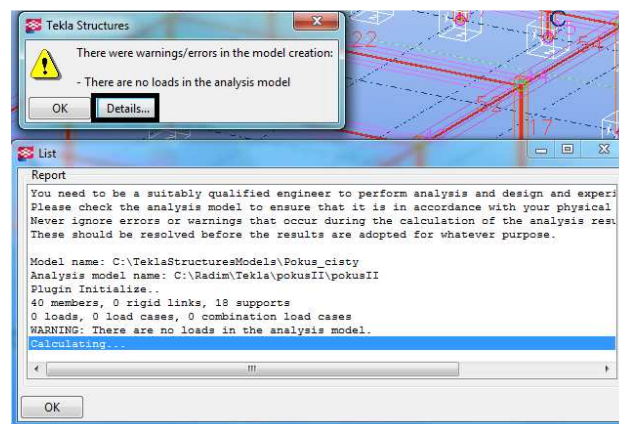 Tekla Structures
There were warnings/errors in the model creation:
- There are no loads in the analysis model
OK
Details...
C
22
54
52
17
List
Report
You need to be a suitably qualified engineer to perform analysis and design and experi
Please check the analysis model to ensure that it is in accordance with your physical
Never ignore errors or warnings that occur during the calculation of the analysis resu
These should be resolved before the results are adopted for whatever purpose.
Model name: C:\TeklaStructuresModels\Pokus_cisty
Analysis model name: C:\Radim\Tekla\pokusII\pokusII
Plugin Initialize..
40 members, 0 rigid links, 18 supports
0 loads, 0 load cases, 0 combination load cases
WARNING: There are no loads in the analysis model.
Calculating...
OK